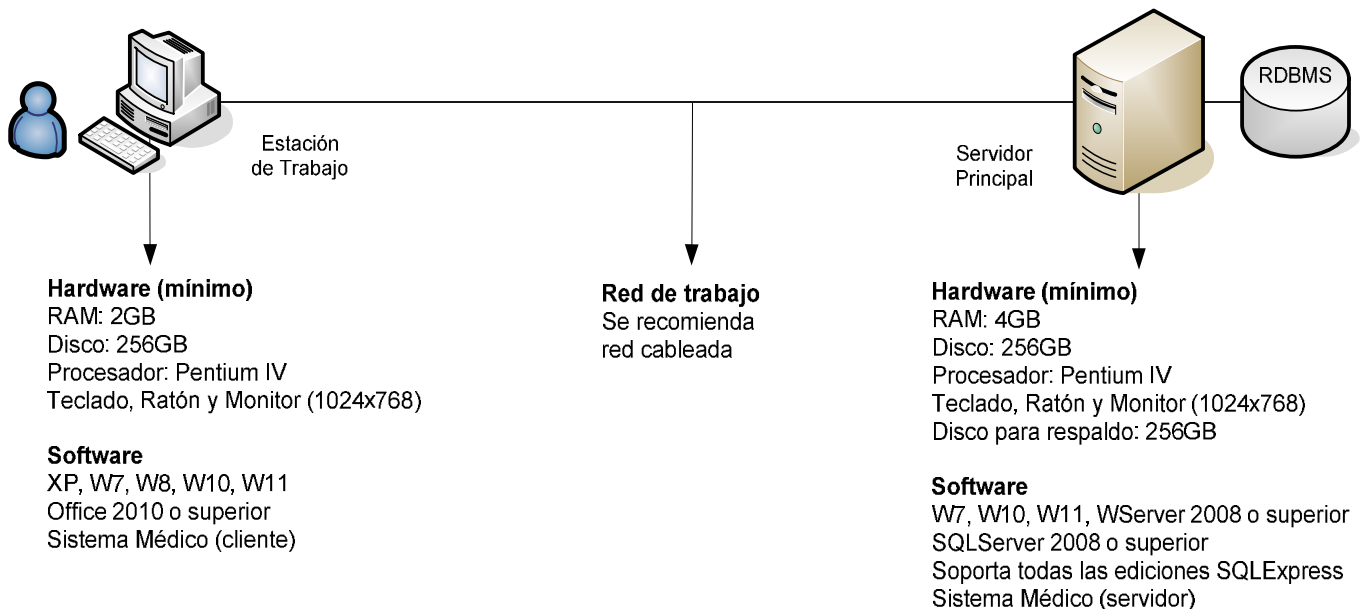 RDBMS
Estación
de Trabajo
Servidor
Principal
Hardware (mínimo)
RAM: 2GB
Disco: 256GB
Procesador: Pentium IV
Teclado, Ratón y Monitor (1024x768)
Software
XP, W7, W8, W10, W11
Office 2010 o superior
Sistema Médico (cliente)
Red de trabajo
Se recomienda
red cableada
Hardware (mínimo)
RAM: 4GB
Disco: 256GB
Procesador: Pentium IV
Teclado, Ratón y Monitor (1024x768)
Disco para respaldo: 256GB
Software
W7, W10, W11, WServer 2008 o superior
SQLServer 2008 o superior
Soporta todas las ediciones SQLExpress
Sistema Médico (servidor)